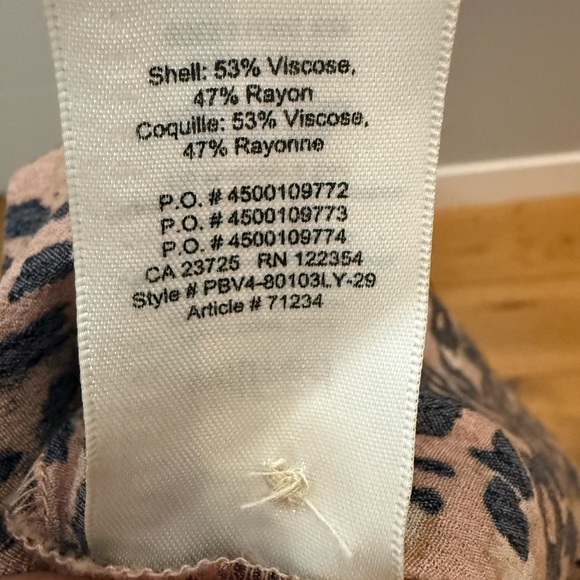 Shell: 53% Viscose,
47% Rayon
Coquille: 53% Viscose,
47% Rayonne
P.O. # 4500109772
P.O. # 4500109773
P.O. # 4500109774
CA 23725 RN 122354
Style # PBV4-80103LY-29
Article # 71234